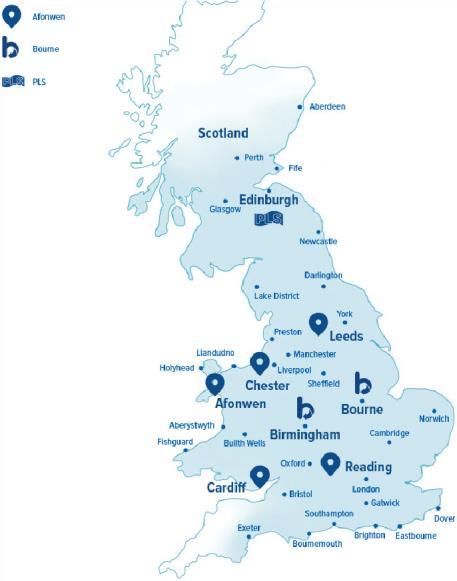 Afonwen
Bourne
PLS
Aberdeen
Scotland
Perth
Fife
Edinburgh
Glasgow
PLS
Newcastle
Darlington
Lake District
York
Preston
Leeds
Llandudno
Manchester
Holyhead
Liverpool
Chester
Sheffield
Afonwen
Bourne
Norwich
Aberystwyth
Birmingham
Fishguard
Builth Wells
Cambridge
Oxford
Reading
Cardiff
London
Bristol
Gatwick
Southampton
Dover
Exeter
Brighton
Eastbourne
Bournemouth